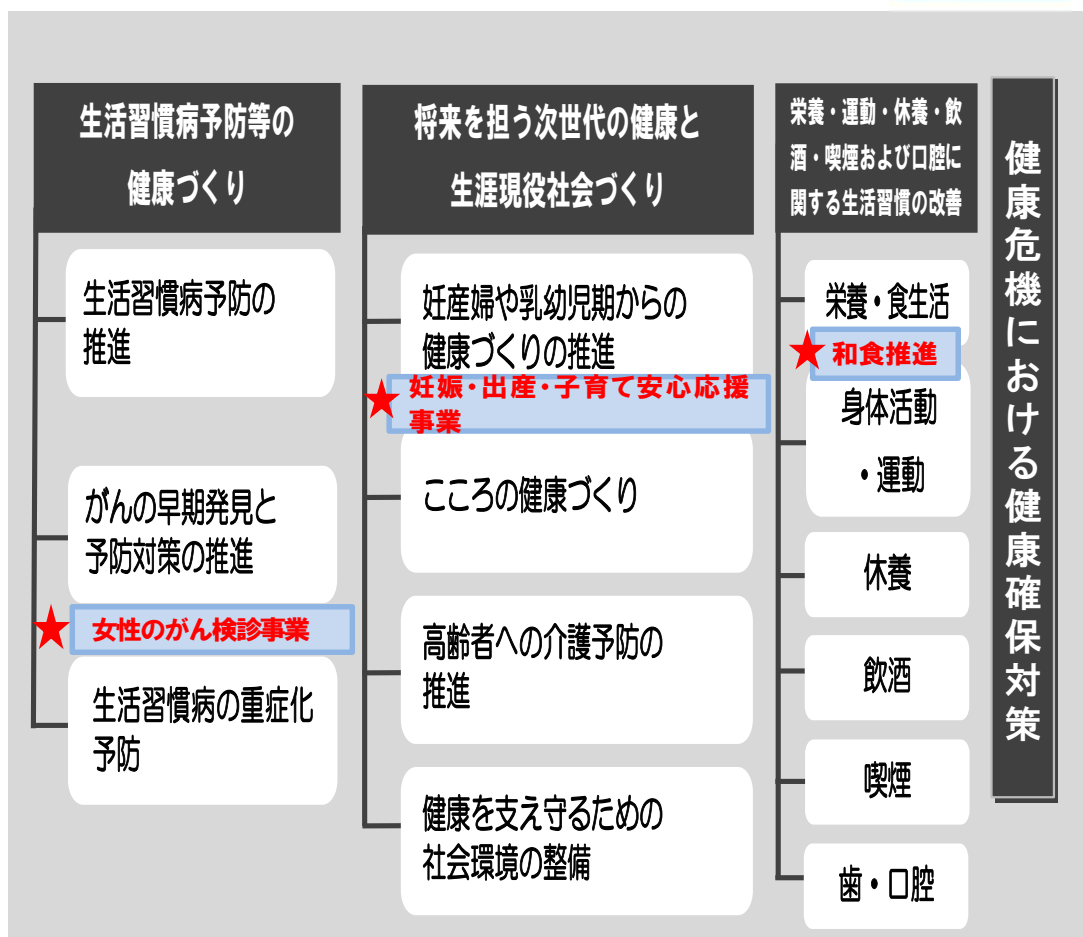 生活習慣病予防等の
健康づくり
生活習慣病予防の
推進
がんの早期発見と
予防対策の推進
★ 女性のがん検診事業
生活習慣病の重症化
予防
将来を担う次世代の健康と
生涯現役社会づくり
妊産婦や乳幼児期からの
健康づくりの推進
★ 妊娠・出産・子育て安心応援
事業
こころの健康づくり
高齢者への介護予防の
推進
健康を支え守るための
社会環境の整備
栄養・運動・休養・飲
酒・喫煙および口腔に
関する生活習慣の改善
栄養・食生活
★ 和食推進
身体活動
・運動
休養
飲酒
喫煙
歯・口腔
健康危機における健康確保対策